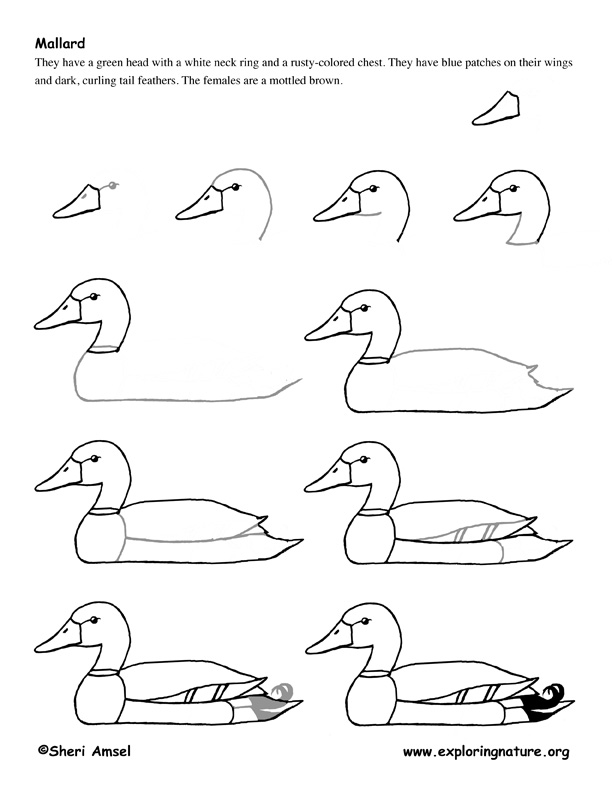 Mallard
They have a green head with a white neck ring and a rusty-colored chest. They have blue patches on their wings
and dark, curling tail feathers. The females are a mottled brown.
©Sheri Amsel
www.exploringnature.org